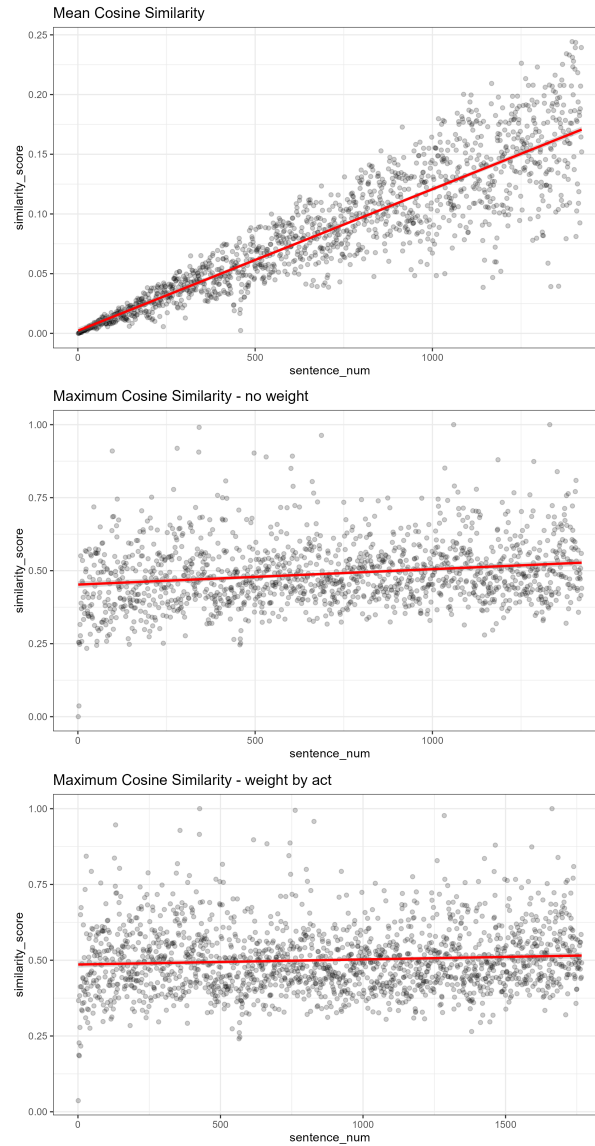 Mean Cosine Similarity
0.25
0.20
0.15
0.10
0.05
0.00
similarity_score
0 500 1000
sentence_num
Maximum Cosine Similarity - no weight
1.00
0.75
0.50
0.25
0.00
similarity_score
0 500 1000
sentence_num
Maximum Cosine Similarity - weight by act
1.00
0.75
0.50
0.25
0.00
similarity_score
0 500 1000 1500
sentence_num